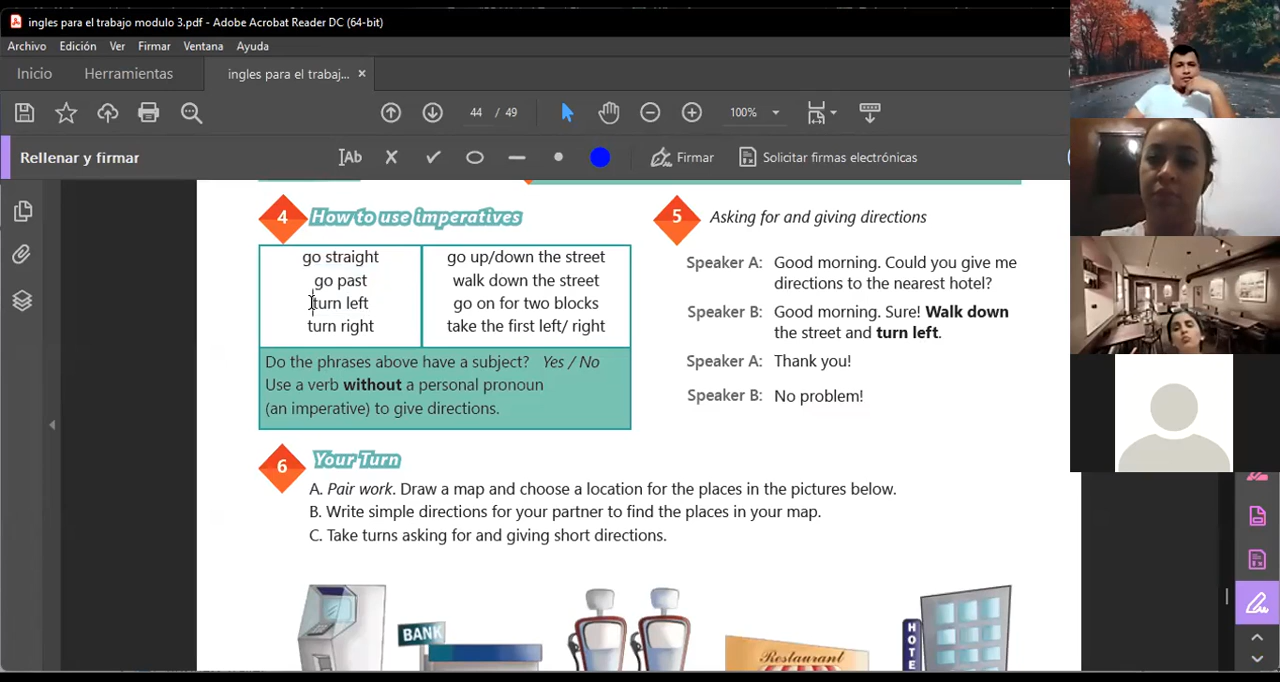 ingles para el trabajo modulo 3.pdf - Adobe Acrobat Reader DC (64-bit)
Archivo Edición Ver Firmar Ventana Ayuda
Inicio Herramientas ingles para el trabaj... ×
44 / 49 100%
Rellenar y firmar Ab Firmar Solicitar firmas electrónicas
4 How to use imperatives
go straight
go past
turn left
turn right
go up/down the street
walk down the street
go on for two blocks
take the first left/ right
Do the phrases above have a subject? Yes / No
Use a verb without a personal pronoun
(an imperative) to give directions.
5 Asking for and giving directions
Speaker A: Good morning. Could you give me
directions to the nearest hotel?
Speaker B: Good morning. Sure! Walk down
the street and turn left.
Speaker A: Thank you!
Speaker B: No problem!
6 Your Turn
A. Pair work. Draw a map and choose a location for the places in the pictures below.
B. Write simple directions for your partner to find the places in your map.
C. Take turns asking for and giving short directions.
BANK
Restaurant
HOTE